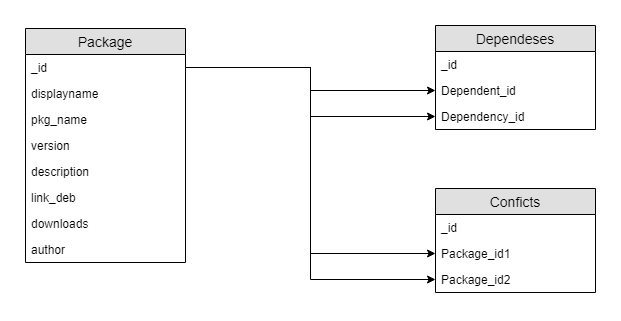 Package
_id
displayname
pkg_name
version
description
link_deb
downloads
author
Dependeses
_id
Dependent_id
Dependency_id
Conficts
_id
Package_id1
Package_id2